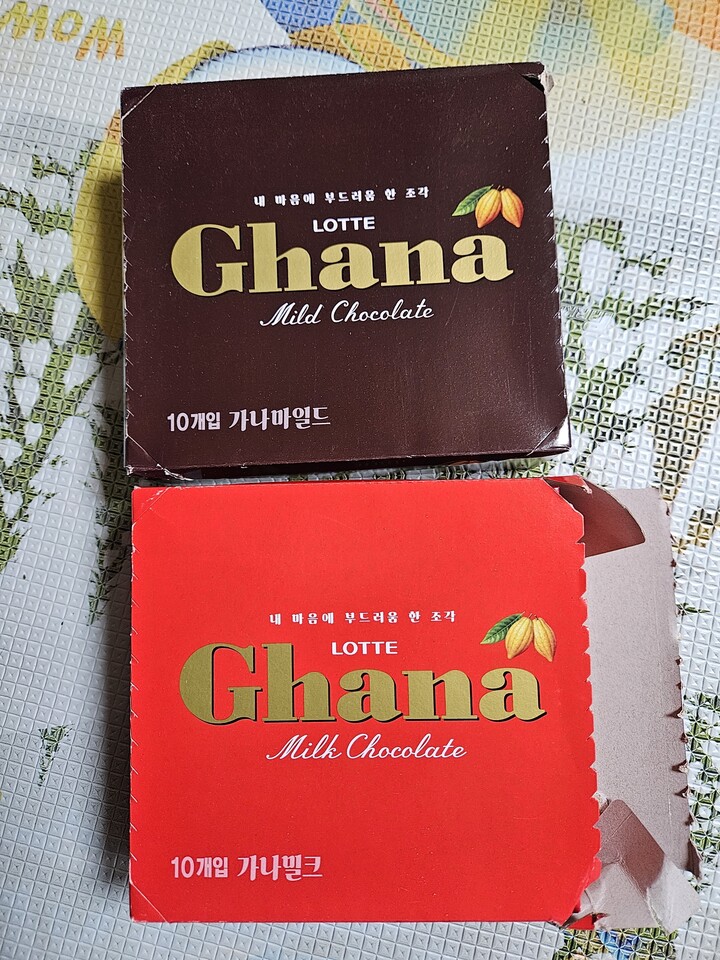 WOW
내 마음에 부드러움 한 조각
LOTTE
Ghana
Mild Chocolate
10개입 가나마일드
내 마음에 부드러움 한 조각
LOTTE
Ghana
Milk Chocolate
10개입 가나밀크